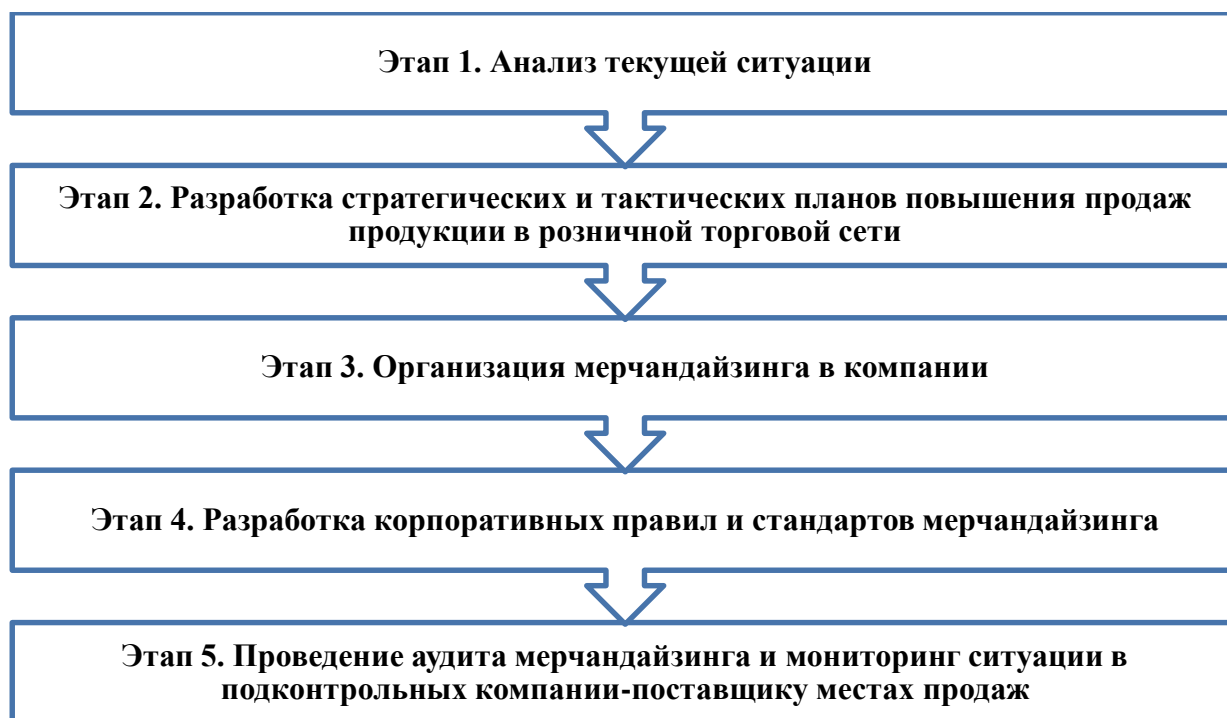 Этап 1. Анализ текущей ситуации
Этап 2. Разработка стратегических и тактических планов повышения продаж
продукции в розничной торговой сети
Этап 3. Организация мерчандайзинга в компании
Этап 4. Разработка корпоративных правил и стандартов мерчандайзинга
Этап 5. Проведение аудита мерчандайзинга и мониторинг ситуации в
подконтрольных компании-поставщику местах продаж